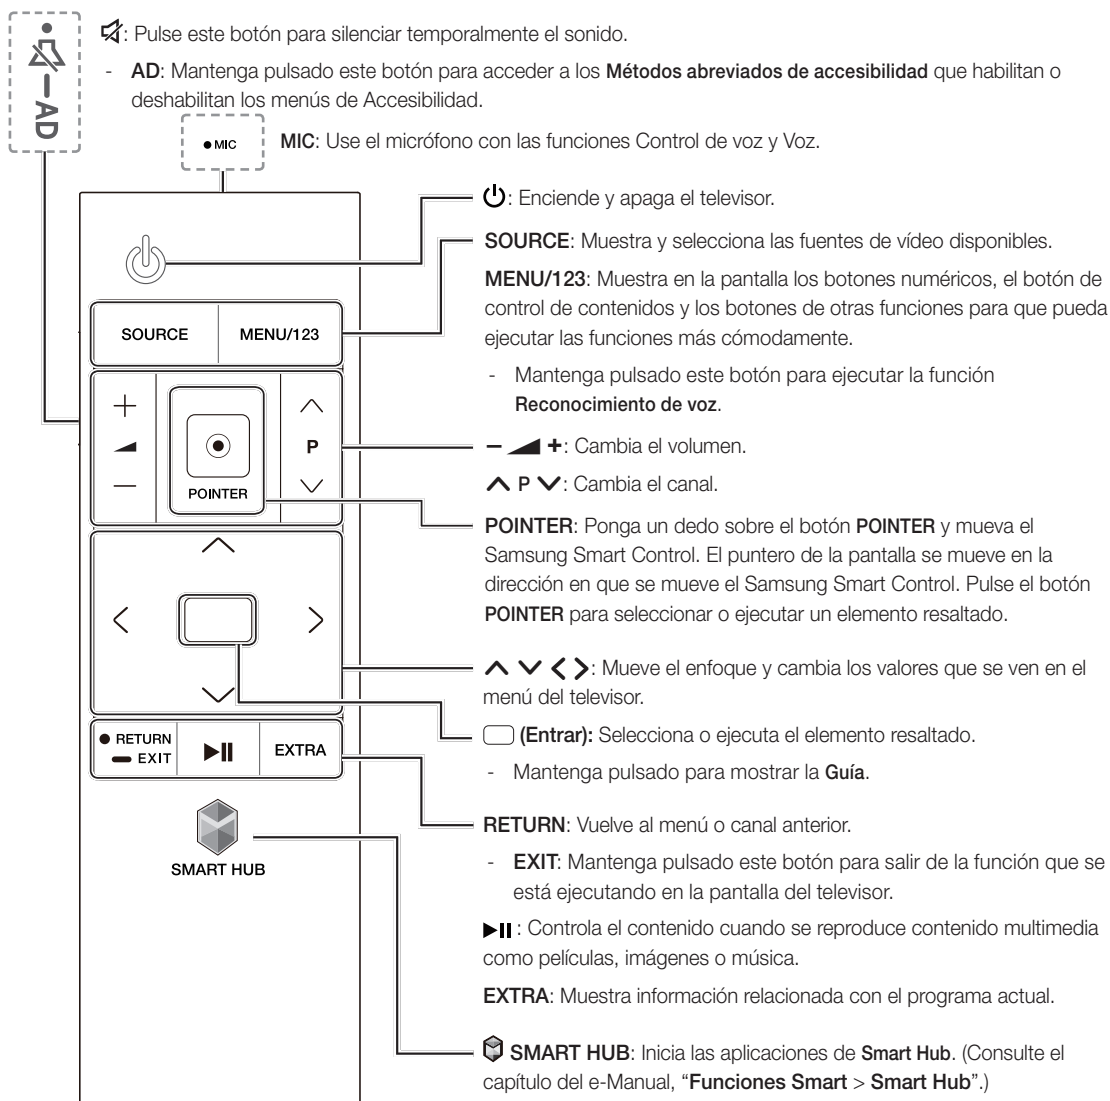 AD
: Pulse este botón para silenciar temporalmente el sonido.
- AD: Mantenga pulsado este botón para acceder a los Métodos abreviados de accesibilidad que habilitan o
deshabilitan los menús de Accesibilidad.
MIC
MIC: Use el micrófono con las funciones Control de voz y Voz.
: Enciende y apaga el televisor.
SOURCE: Muestra y selecciona las fuentes de vídeo disponibles.
MENU/123: Muestra en la pantalla los botones numéricos, el botón de
control de contenidos y los botones de otras funciones para que pueda
ejecutar las funciones más cómodamente.
- Mantenga pulsado este botón para ejecutar la función
Reconocimiento de voz.
SOURCE
MENU/123
+
P
—
POINTER
− +: Cambia el volumen.
P : Cambia el canal.
POINTER: Ponga un dedo sobre el botón POINTER y mueva el
Samsung Smart Control. El puntero de la pantalla se mueve en la
dirección en que se mueve el Samsung Smart Control. Pulse el botón
POINTER para seleccionar o ejecutar un elemento resaltado.
: Mueve el enfoque y cambia los valores que se ven en el
menú del televisor.
(Entrar): Selecciona o ejecuta el elemento resaltado.
- Mantenga pulsado para mostrar la Guía.
RETURN
EXIT
EXTRA
RETURN: Vuelve al menú o canal anterior.
- EXIT: Mantenga pulsado este botón para salir de la función que se
está ejecutando en la pantalla del televisor.
: Controla el contenido cuando se reproduce contenido multimedia
como películas, imágenes o música.
EXTRA: Muestra información relacionada con el programa actual.
SMART HUB
SMART HUB: Inicia las aplicaciones de Smart Hub. (Consulte el
capítulo del e-Manual, “Funciones Smart > Smart Hub”.)